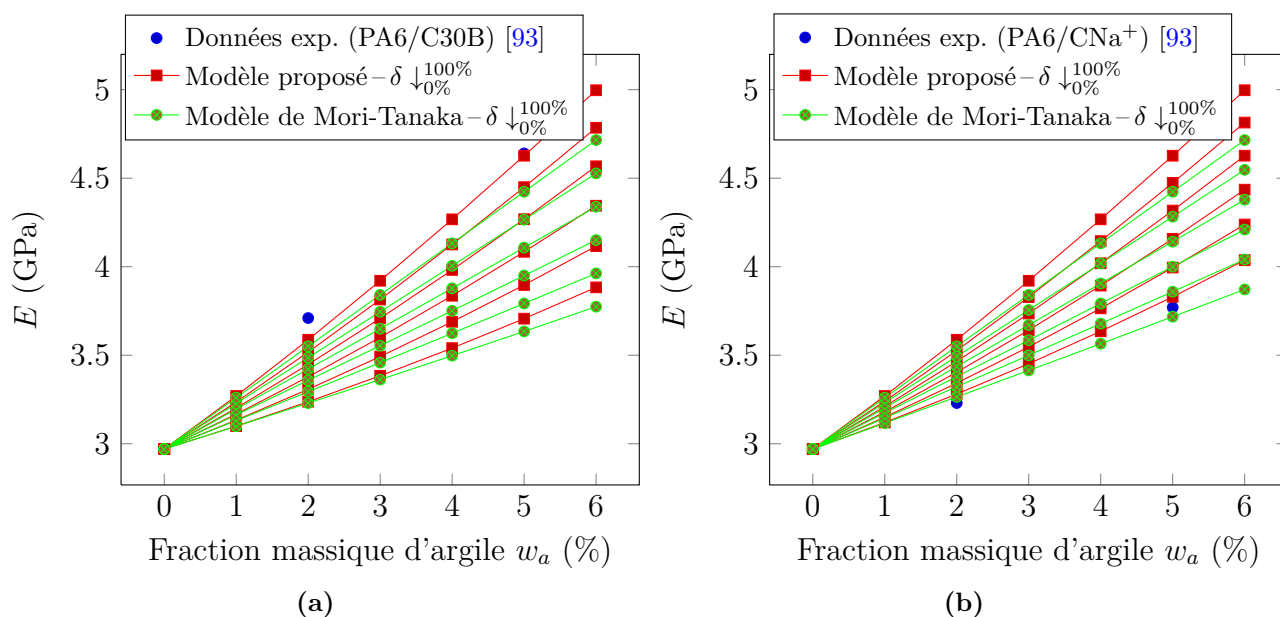 Données exp. (PA6/C30B) [93]
Modèle proposé – δ ↓₀%¹⁰⁰%
Modèle de Mori-Tanaka – δ ↓₀%¹⁰⁰%
5
4.5
4
3.5
3
E (GPa)
0 1 2 3 4 5 6
Fraction massique d'argile wₐ (%)
(a)
Données exp. (PA6/CNa⁺) [93]
Modèle proposé – δ ↓₀%¹⁰⁰%
Modèle de Mori-Tanaka – δ ↓₀%¹⁰⁰%
5
4.5
4
3.5
3
E (GPa)
0 1 2 3 4 5 6
Fraction massique d'argile wₐ (%)
(b)